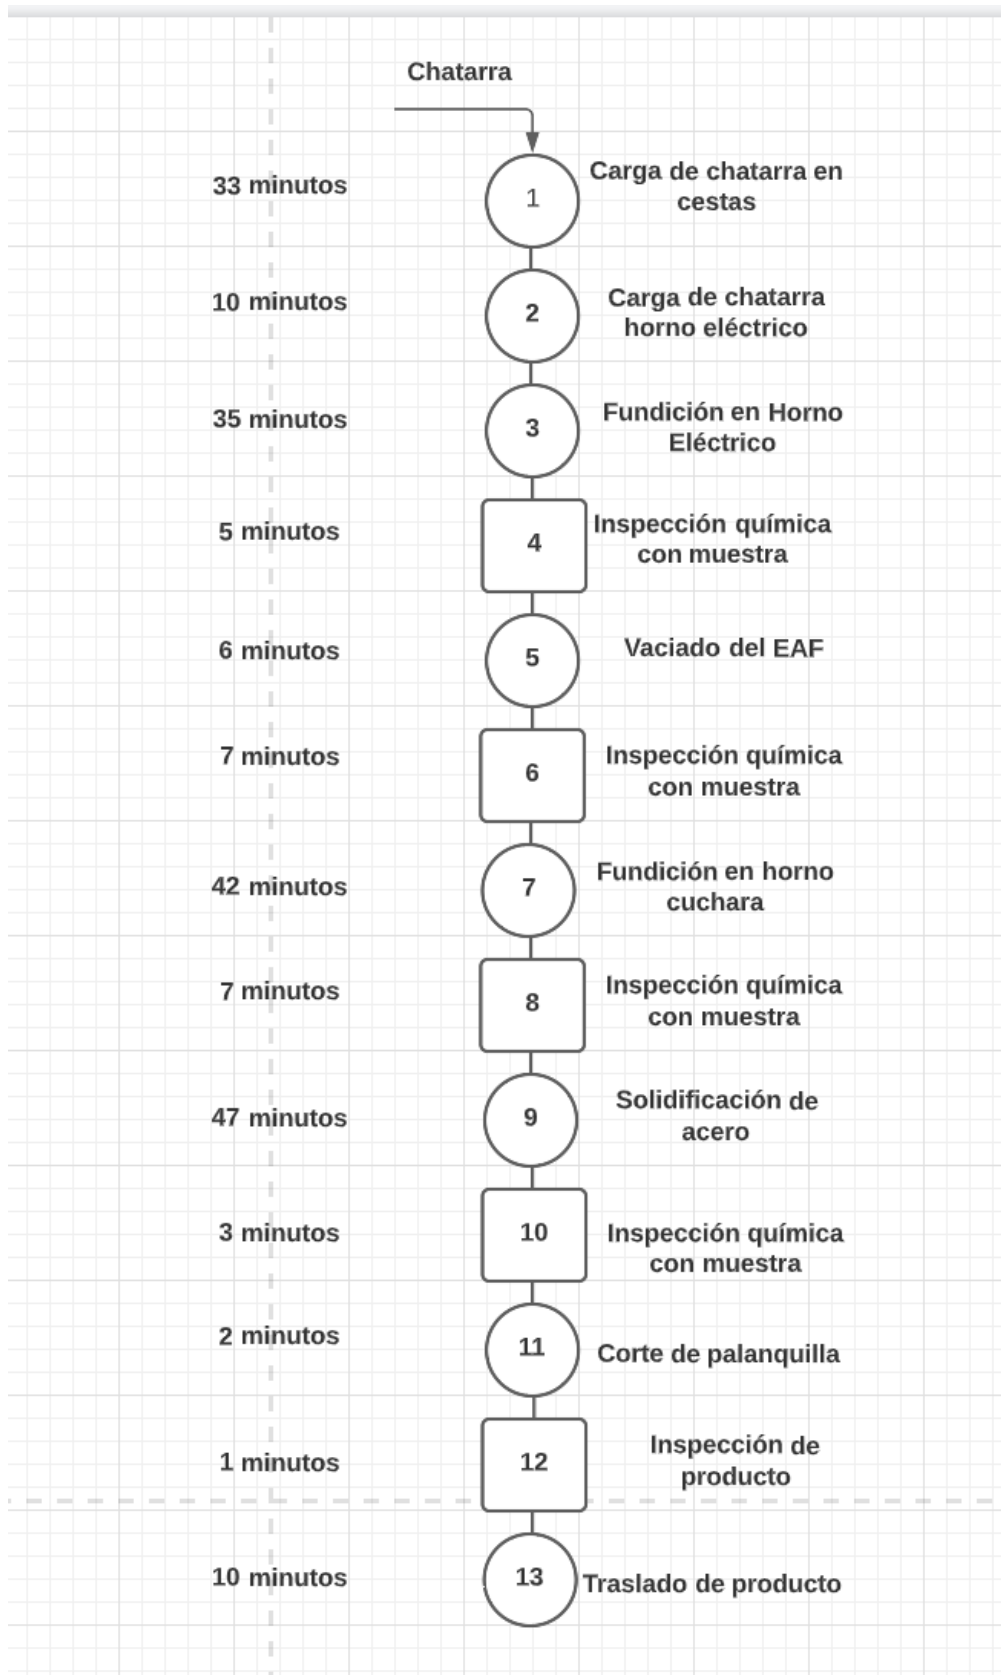 Chatarra
33 minutos
1
Carga de chatarra en
cestas
10 minutos
2
Carga de chatarra
horno eléctrico
35 minutos
3
Fundición en Horno
Eléctrico
5 minutos
4
Inspección química
con muestra
6 minutos
5
Vaciado del EAF
7 minutos
6
Inspección química
con muestra
42 minutos
7
Fundición en horno
cuchara
7 minutos
8
Inspección química
con muestra
47 minutos
9
Solidificación de
acero
3 minutos
10
Inspección química
con muestra
2 minutos
11
Corte de palanquilla
1 minutos
12
Inspección de
producto
10 minutos
13
Traslado de producto